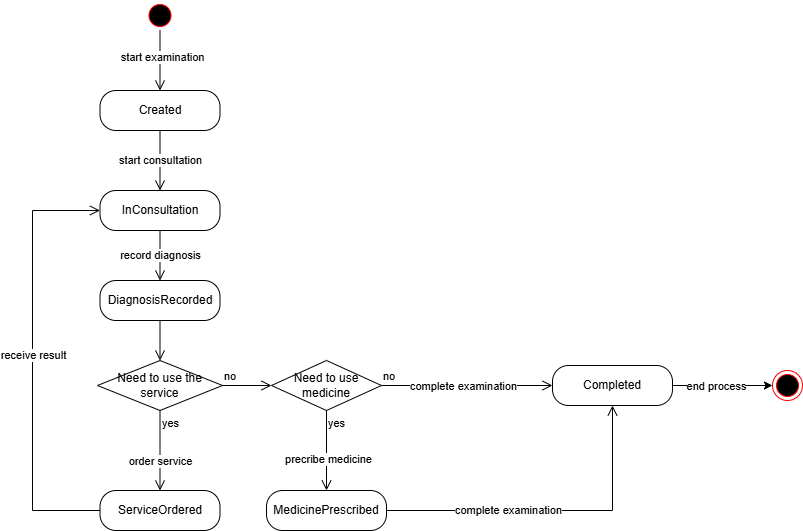 start examination
Created
start consultation
InConsultation
record diagnosis
DiagnosisRecorded
receive result
Need to use the
service
no
Need to use
medicine
no
complete examination
Completed
end process
yes
yes
order service
precribe medicine
ServiceOrdered
MedicinePrescribed
complete examination